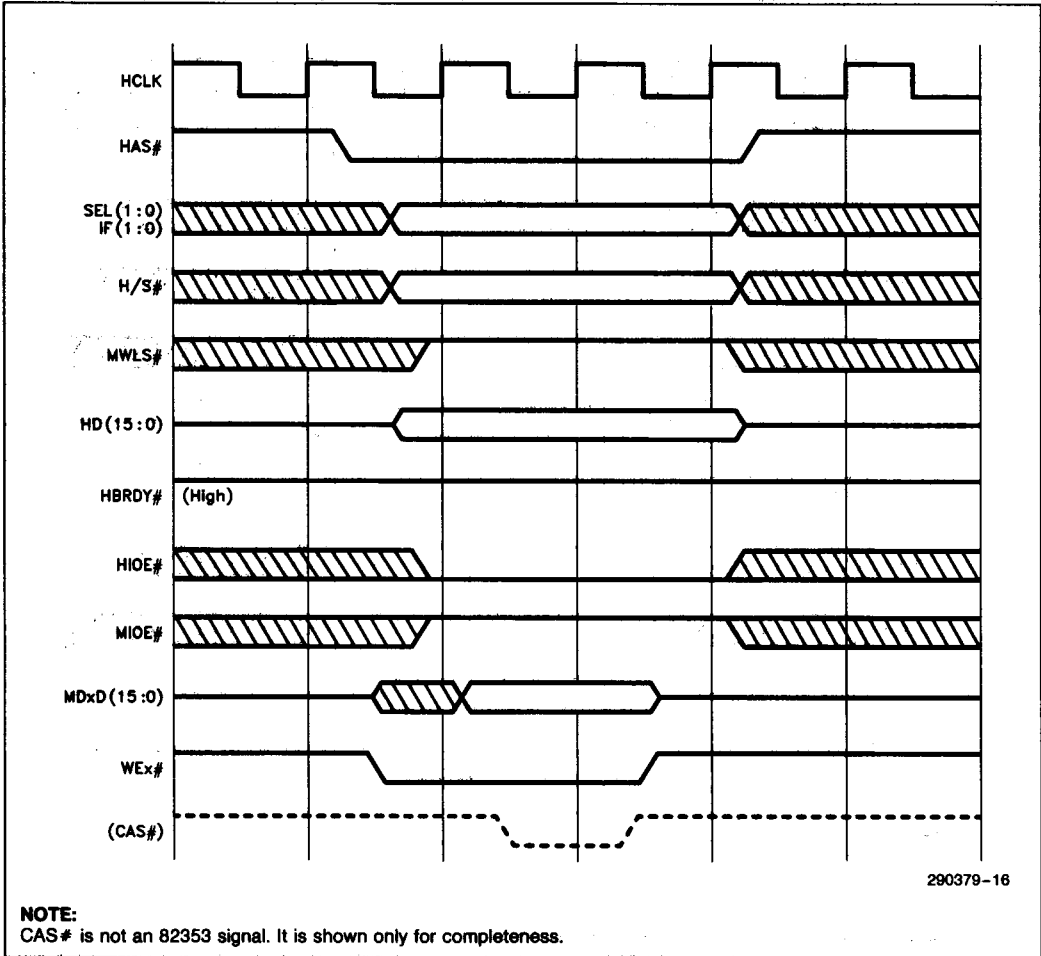 HCLK
HAS#
SEL(1:0)
IF(1:0)
H/S#
MWLS#
HD(15:0)
HBRDY# (High)
HIOE#
MIOE#
MDxD(15:0)
WEx#
(CAS#)
290379-16
NOTE:
CAS# is not an 82353 signal. It is shown only for completeness.